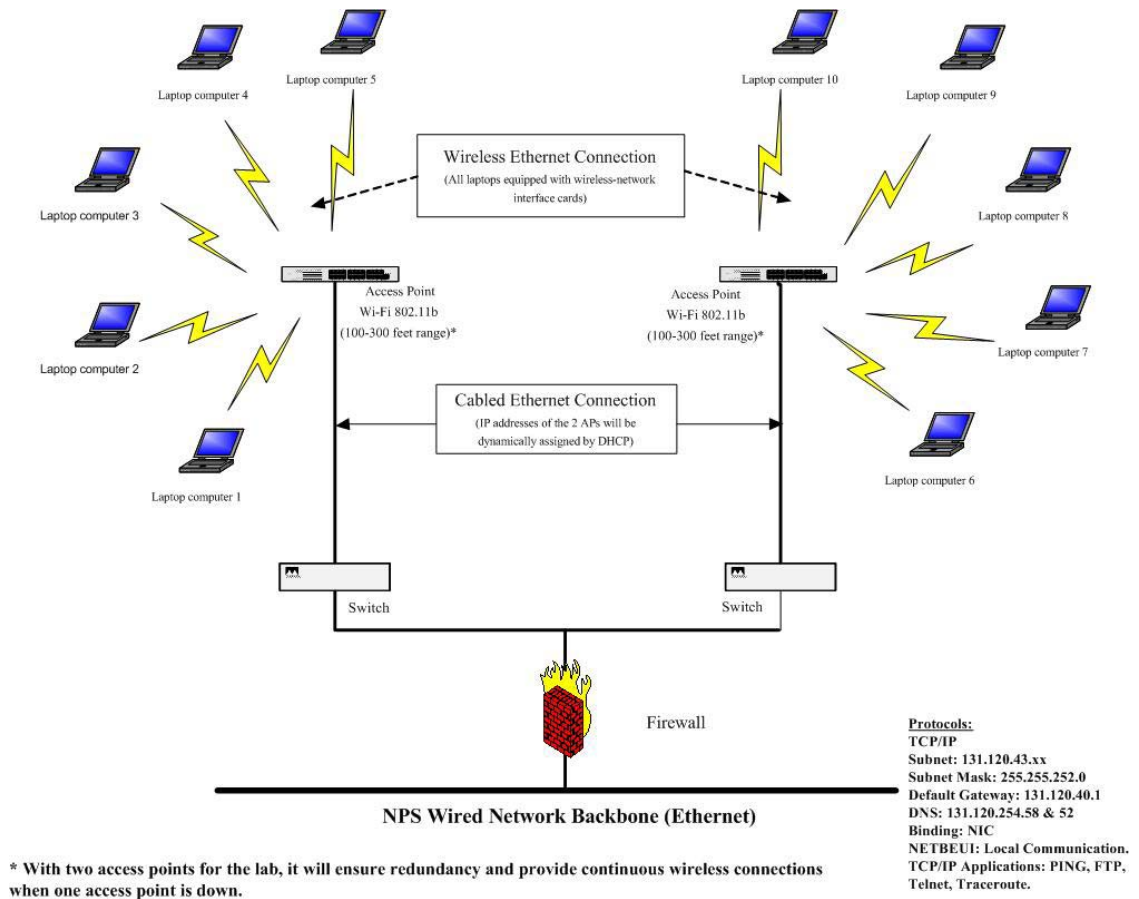 Laptop computer 5
Laptop computer 10
Laptop computer 4
Laptop computer 9
Wireless Ethernet Connection
(All laptops equipped with wireless-network
interface cards)
Laptop computer 3
Laptop computer 8
Access Point
Wi-Fi 802.11b
(100-300 feet range)*
Access Point
Wi-Fi 802.11b
(100-300 feet range)*
Laptop computer 2
Laptop computer 7
Cabled Ethernet Connection
(IP addresses of the 2 APs will be
dynamically assigned by DHCP)
Laptop computer 1
Laptop computer 6
Switch
Switch
Firewall
NPS Wired Network Backbone (Ethernet)
Protocols:
TCP/IP
Subnet: 131.120.43.xx
Subnet Mask: 255.255.252.0
Default Gateway: 131.120.40.1
DNS: 131.120.254.58 & 52
Binding: NIC
NETBEUI: Local Communication.
TCP/IP Applications: PING, FTP,
Telnet, Traceroute.
* With two access points for the lab, it will ensure redundancy and provide continuous wireless connections
when one access point is down.